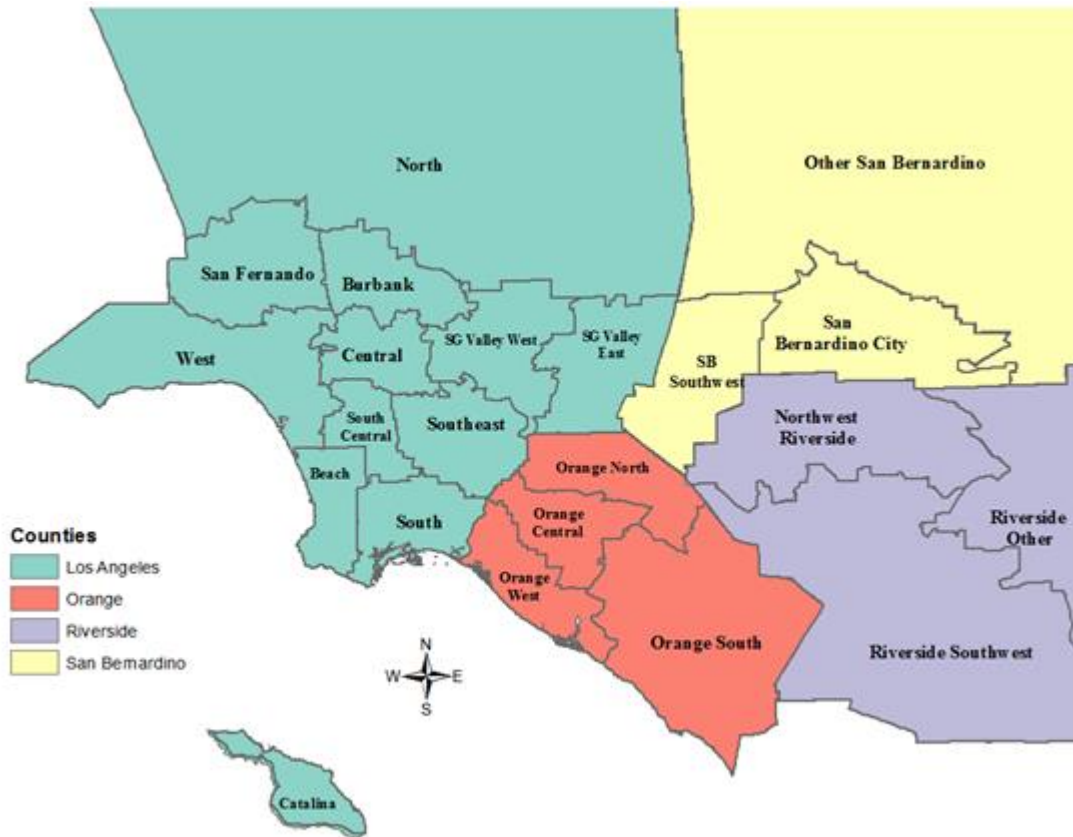 North
Other San Bernardino
San Fernando
Burbank
SG Valley West
SG Valley
East
San
Bernardino City
West
Central
SB
Southwest
South
Central
Southeast
Northwest
Riverside
Beach
Orange North
South
Orange
Central
Riverside
Other
Orange
West
Orange South
Riverside Southwest
Counties
Los Angeles
Orange
Riverside
San Bernardino
N
W
E
S
Catalina